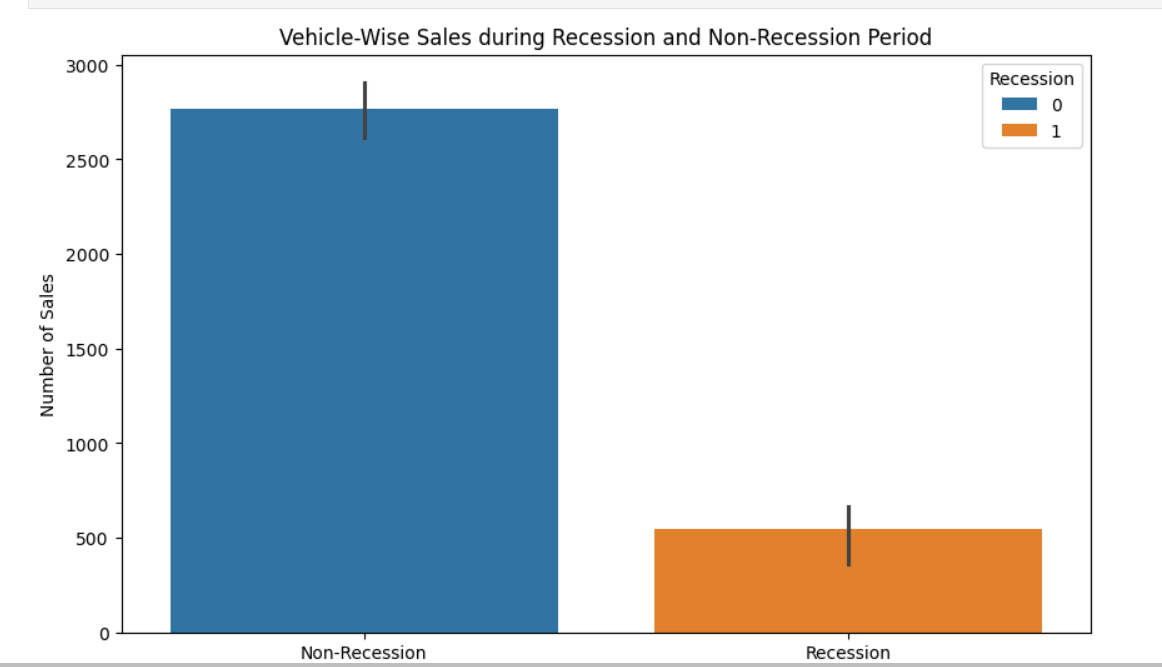 Vehicle-Wise Sales during Recession and Non-Recession Period
3000
2500
2000
1500
1000
500
0
Number of Sales
Recession
0
1
Non-Recession
Recession